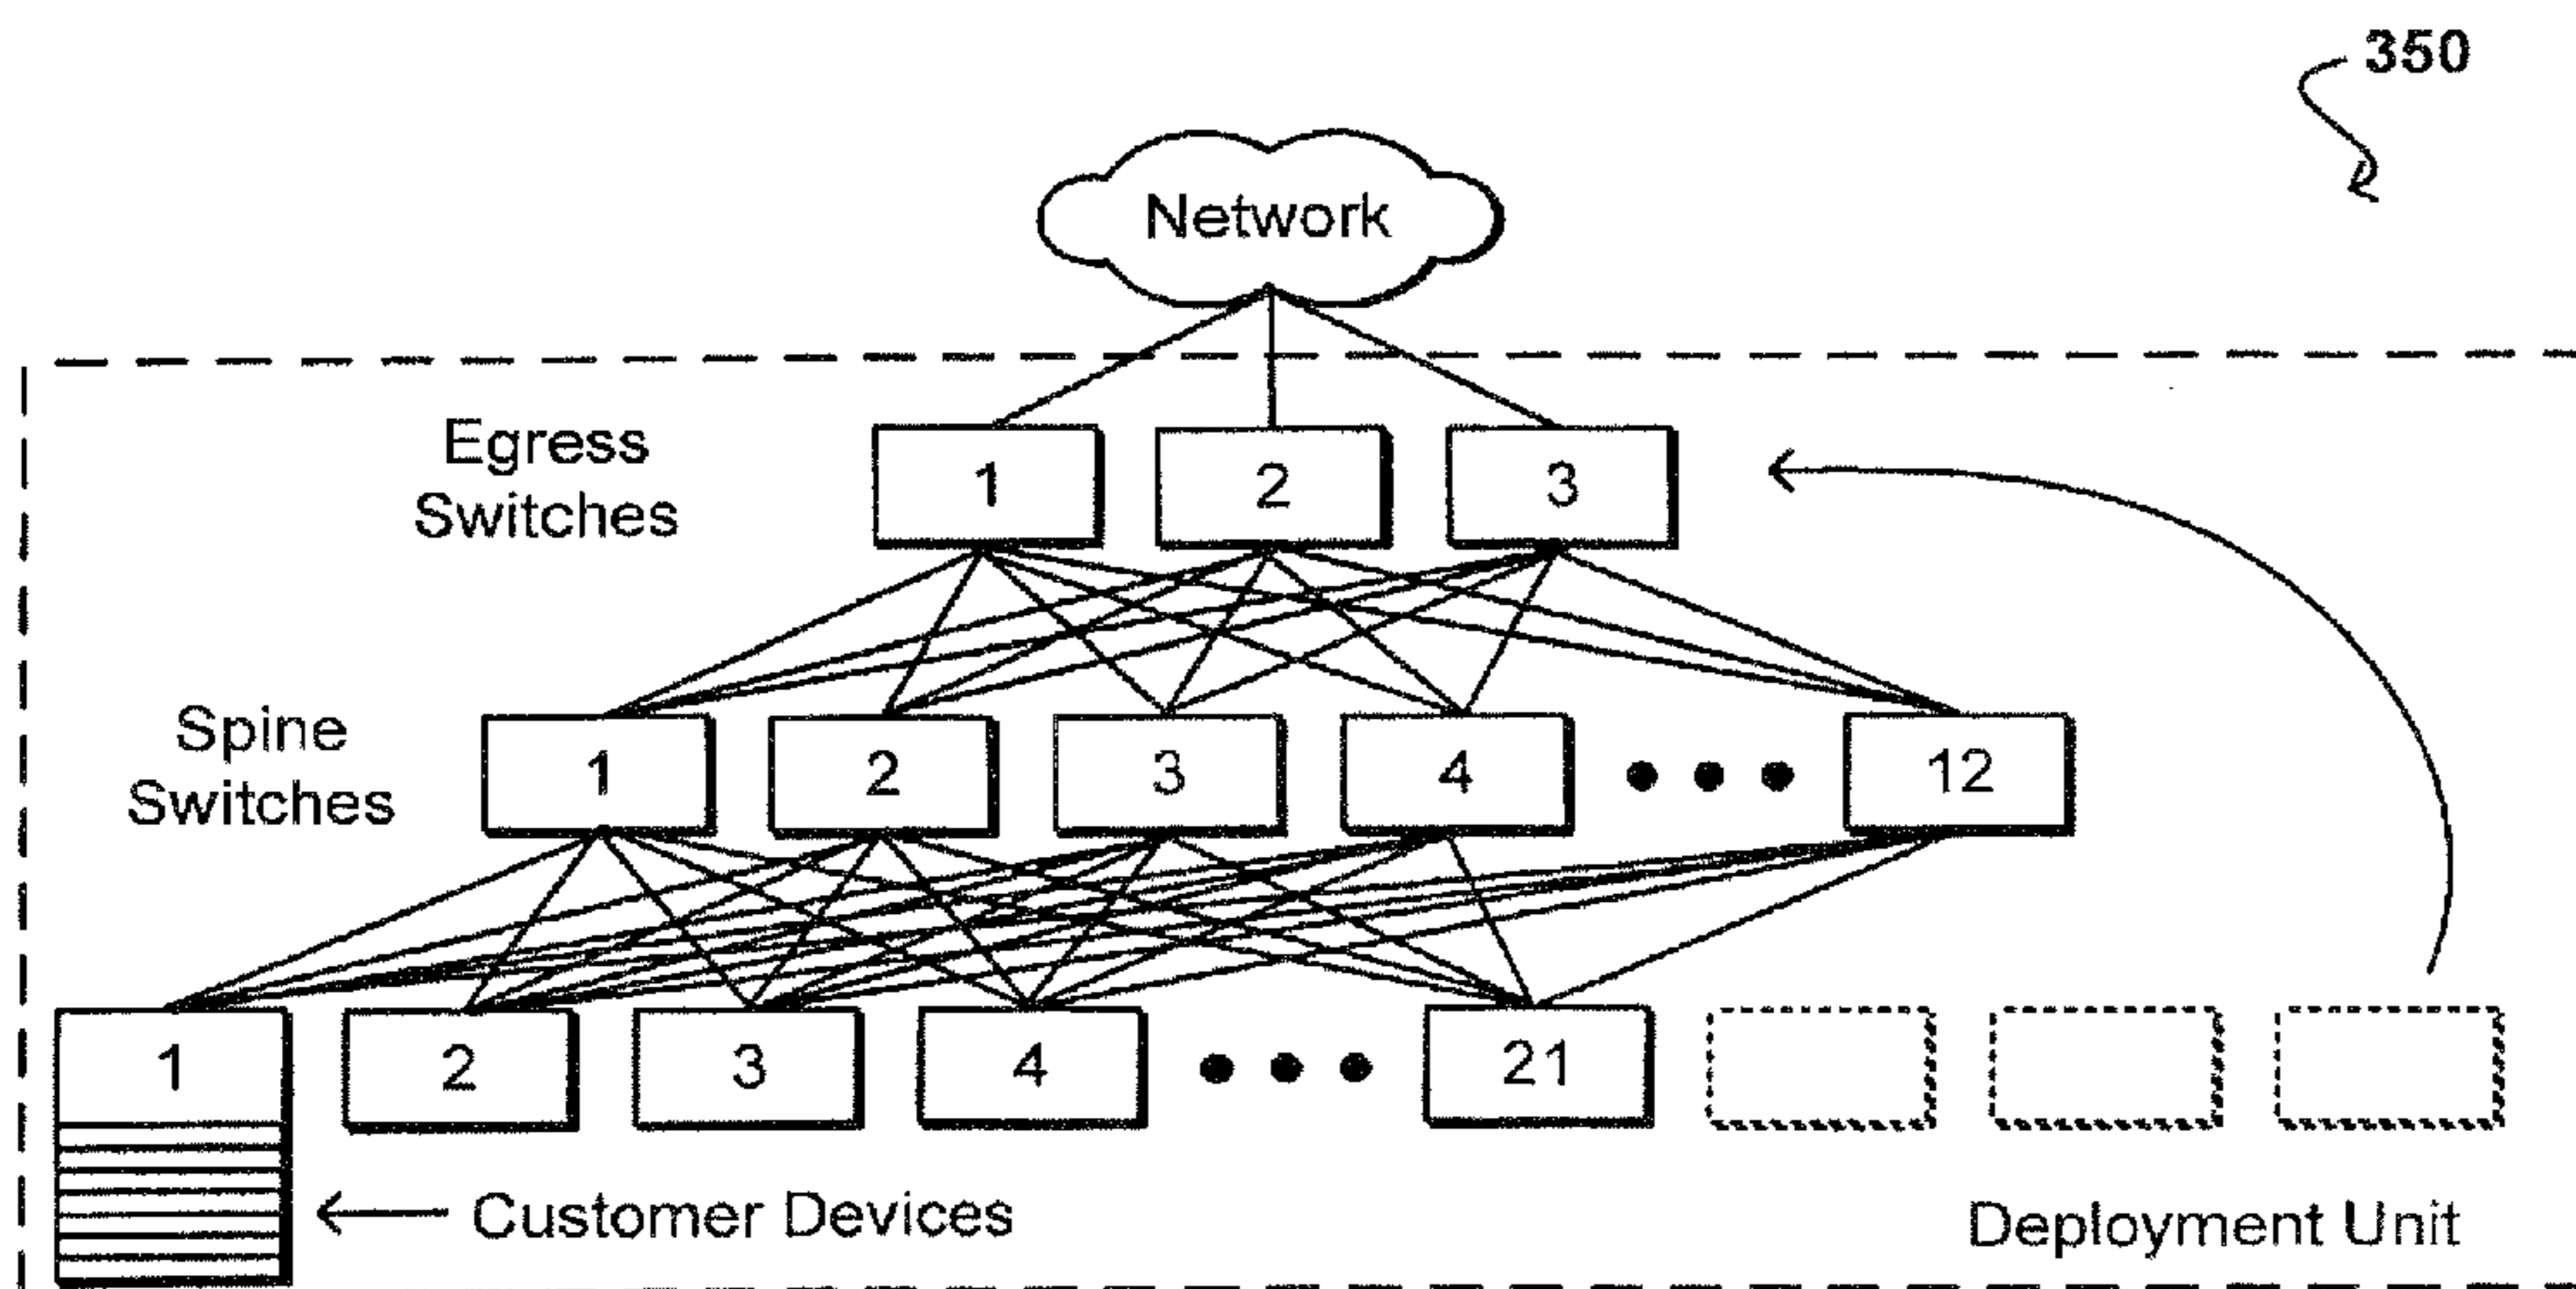 350
Network
Egress
Switches
1 2 3
Spine
Switches
1 2 3 4 12
1 2 3 4 21
Customer Devices
Deployment Unit